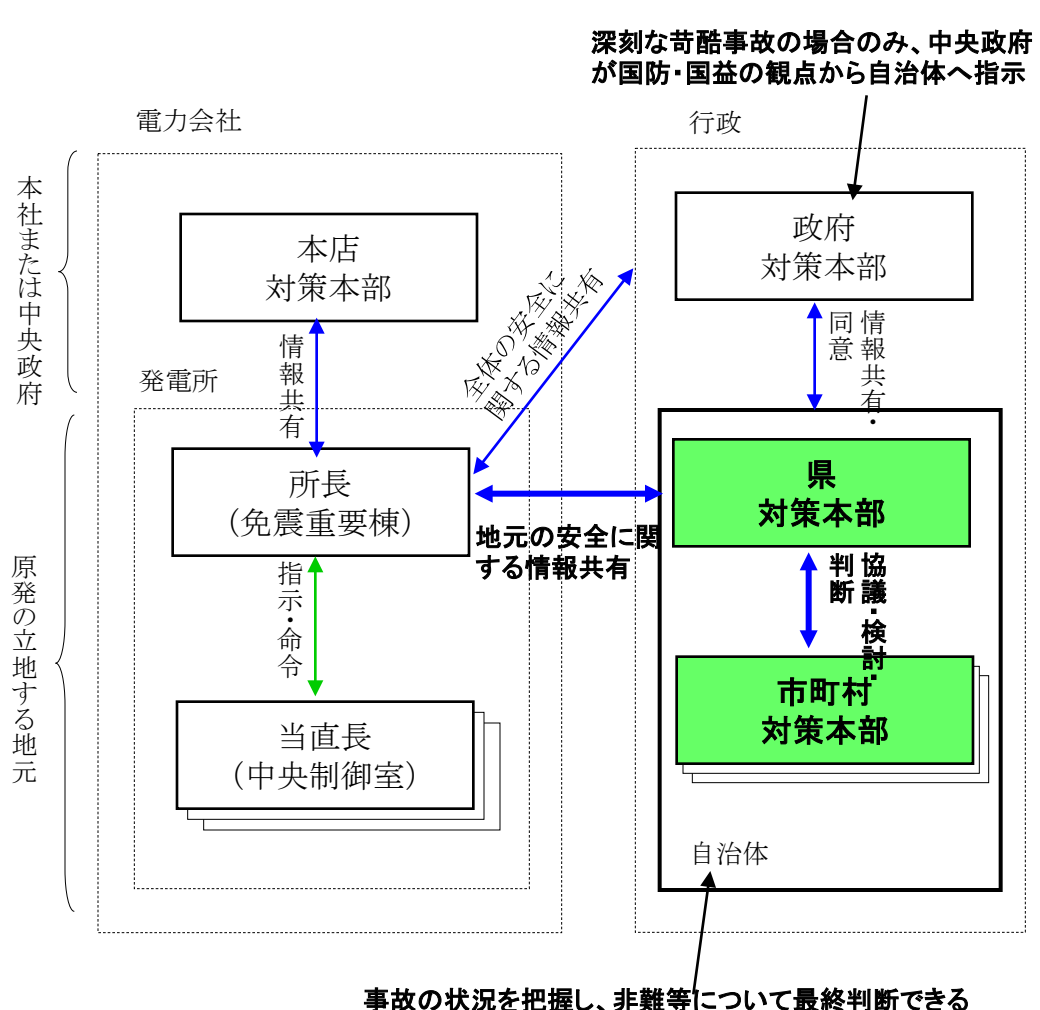 深刻な苛酷事故の場合のみ、中央政府
が国防・国益の観点から自治体へ指示
電力会社
行政
本社または中央政府
本店
対策本部
政府
対策本部
全体の安全に
関する情報共有
情報共有
情報共有・
同意
発電所
所長
（免震重要棟）
県
対策本部
地元の安全に関
する情報共有
原発の立地する地元
指示・命令
協議・検討・
判断
当直長
（中央制御室）
市町村
対策本部
自治体
事故の状況を把握し、非難等について最終判断できる